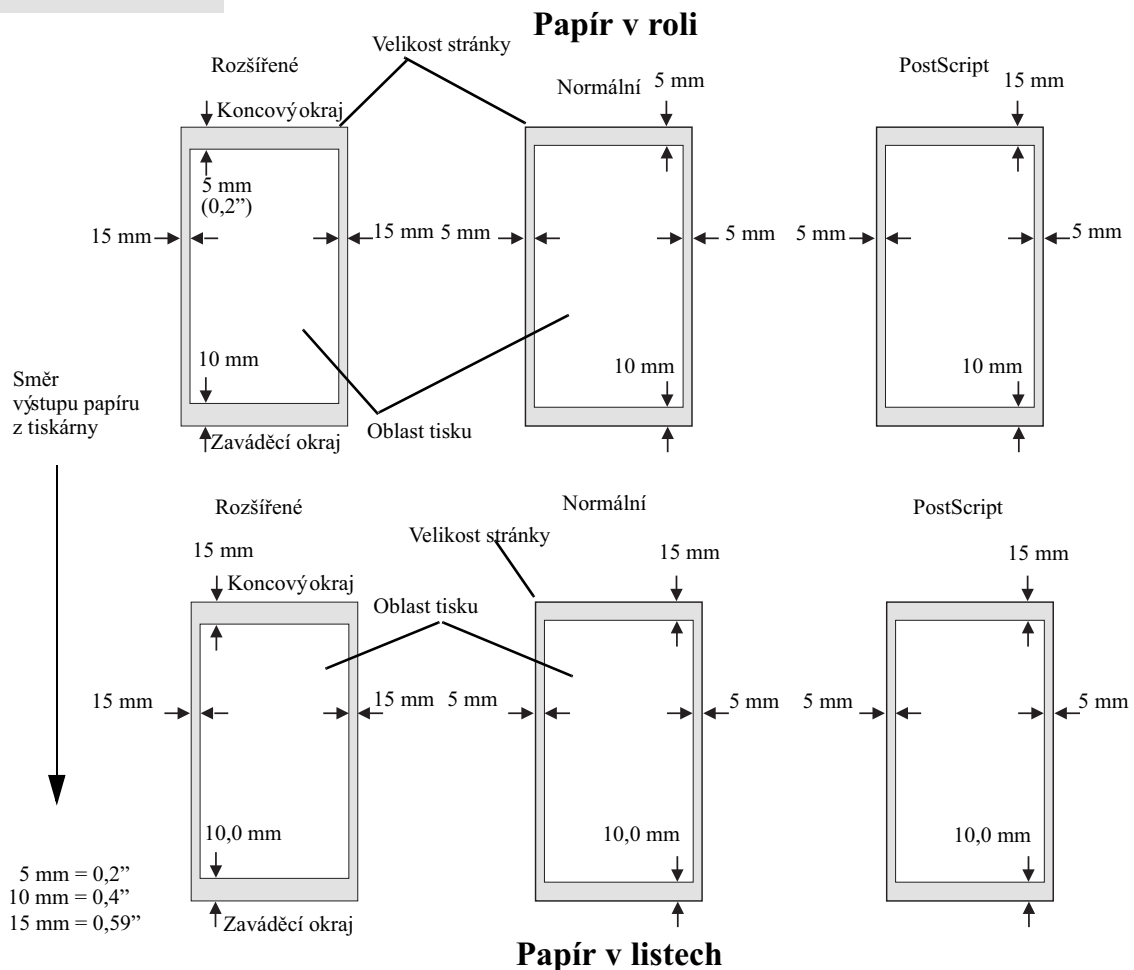 Papír v roli
Velikost stránky
Rozšířené
Koncový okraj
5 mm
(0,2”)
15 mm
15 mm
10 mm
Zaváděcí okraj
Oblast tisku
Normální
5 mm
5 mm
5 mm
10 mm
PostScript
15 mm
5 mm
5 mm
10 mm
Směr
výstupu papíru
z tiskárny
Rozšířené
15 mm
Koncový okraj
15 mm
15 mm
10,0 mm
Zaváděcí okraj
Velikost stránky
Oblast tisku
Normální
15 mm
5 mm
5 mm
10,0 mm
PostScript
15 mm
5 mm
5 mm
10,0 mm
5 mm = 0,2”
10 mm = 0,4”
15 mm = 0,59”
Papír v listech